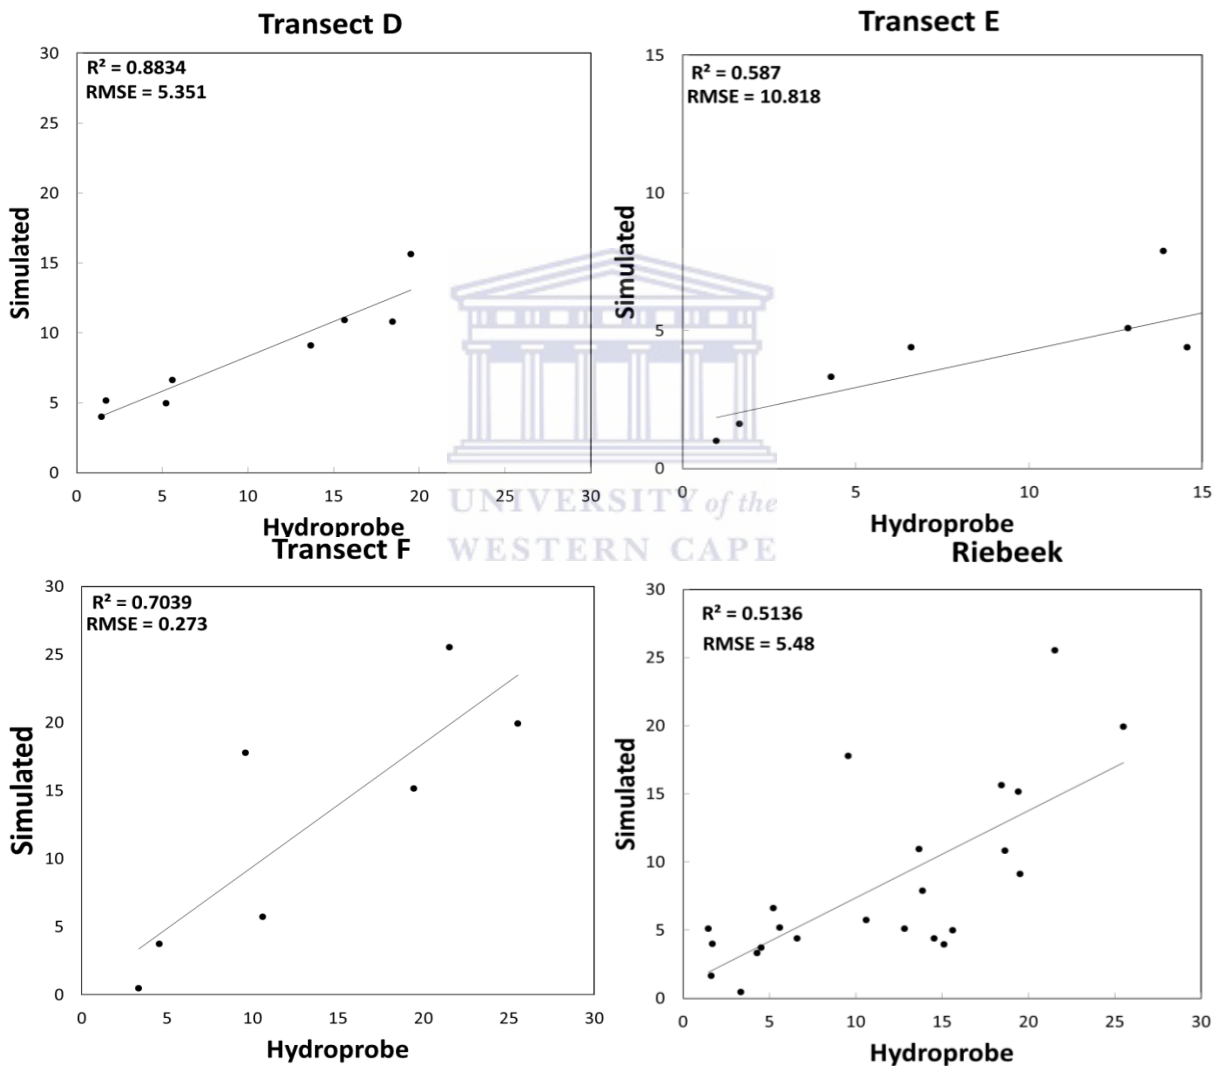 Transect D
R² = 0.8834
RMSE = 5.351
30
25
20
15
10
5
0
Simulated
0 5 10 15 20 25 30
Hydroprobe
Transect E
R² = 0.587
RMSE = 10.818
15
10
5
0
Simulated
0 5 10 15
Hydroprobe
UNIVERSITY of the
WESTERN CAPE
Transect F
R² = 0.7039
RMSE = 0.273
30
25
20
15
10
5
0
Simulated
0 5 10 15 20 25 30
Hydroprobe
Riebeek
R² = 0.5136
RMSE = 5.48
30
25
20
15
10
5
0
Simulated
0 5 10 15 20 25 30
Hydroprobe